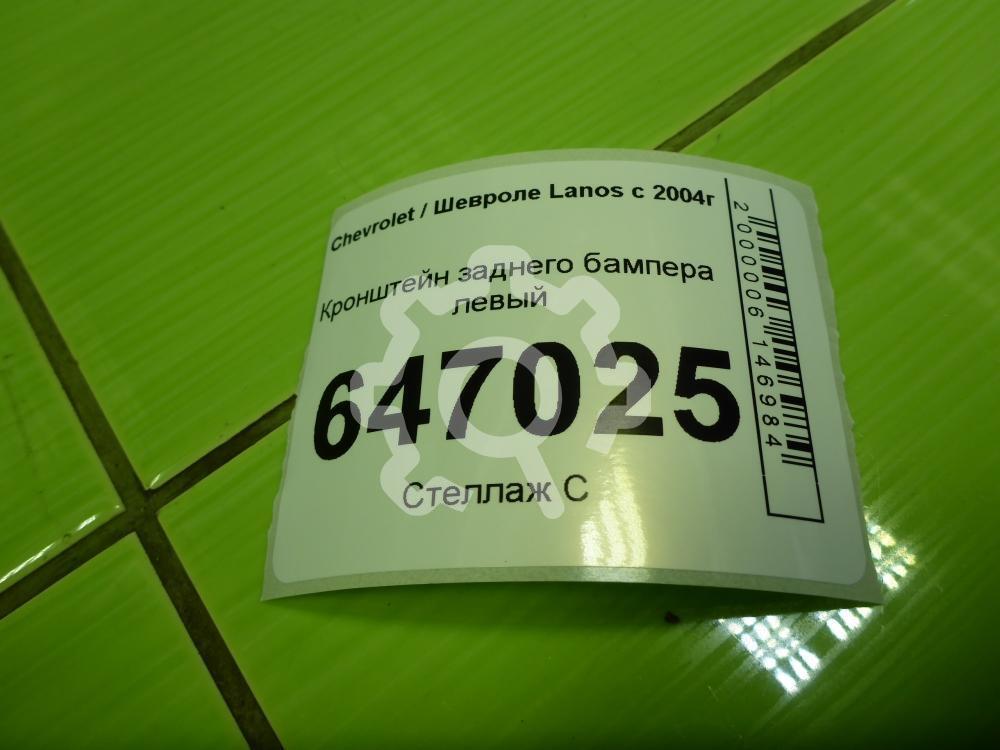 Chevrolet / Шевроле Lanos с 2004г
Кронштейн заднего бампера
левый
647025
Стеллаж С
2000006146984